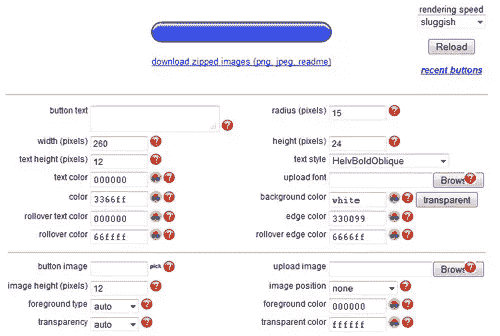 rendering speed
sluggish
Reload
download zipped images (png, jpeg, readme)
recent buttons
button text
radius (pixels) 15
width (pixels) 260
height (pixels) 24
text height (pixels) 12
text style HelvBoldOblique
text color 000000
upload font Brows
color 3366ff
background color white transparent
rollover text color 000000
edge color 330099
rollover color 66ffff
rollover edge color 6666ff
button image pick
upload image Brows
image height (pixels) 12
image position none
foreground type auto
foreground color 000000
transparency auto
transparent color ffffff